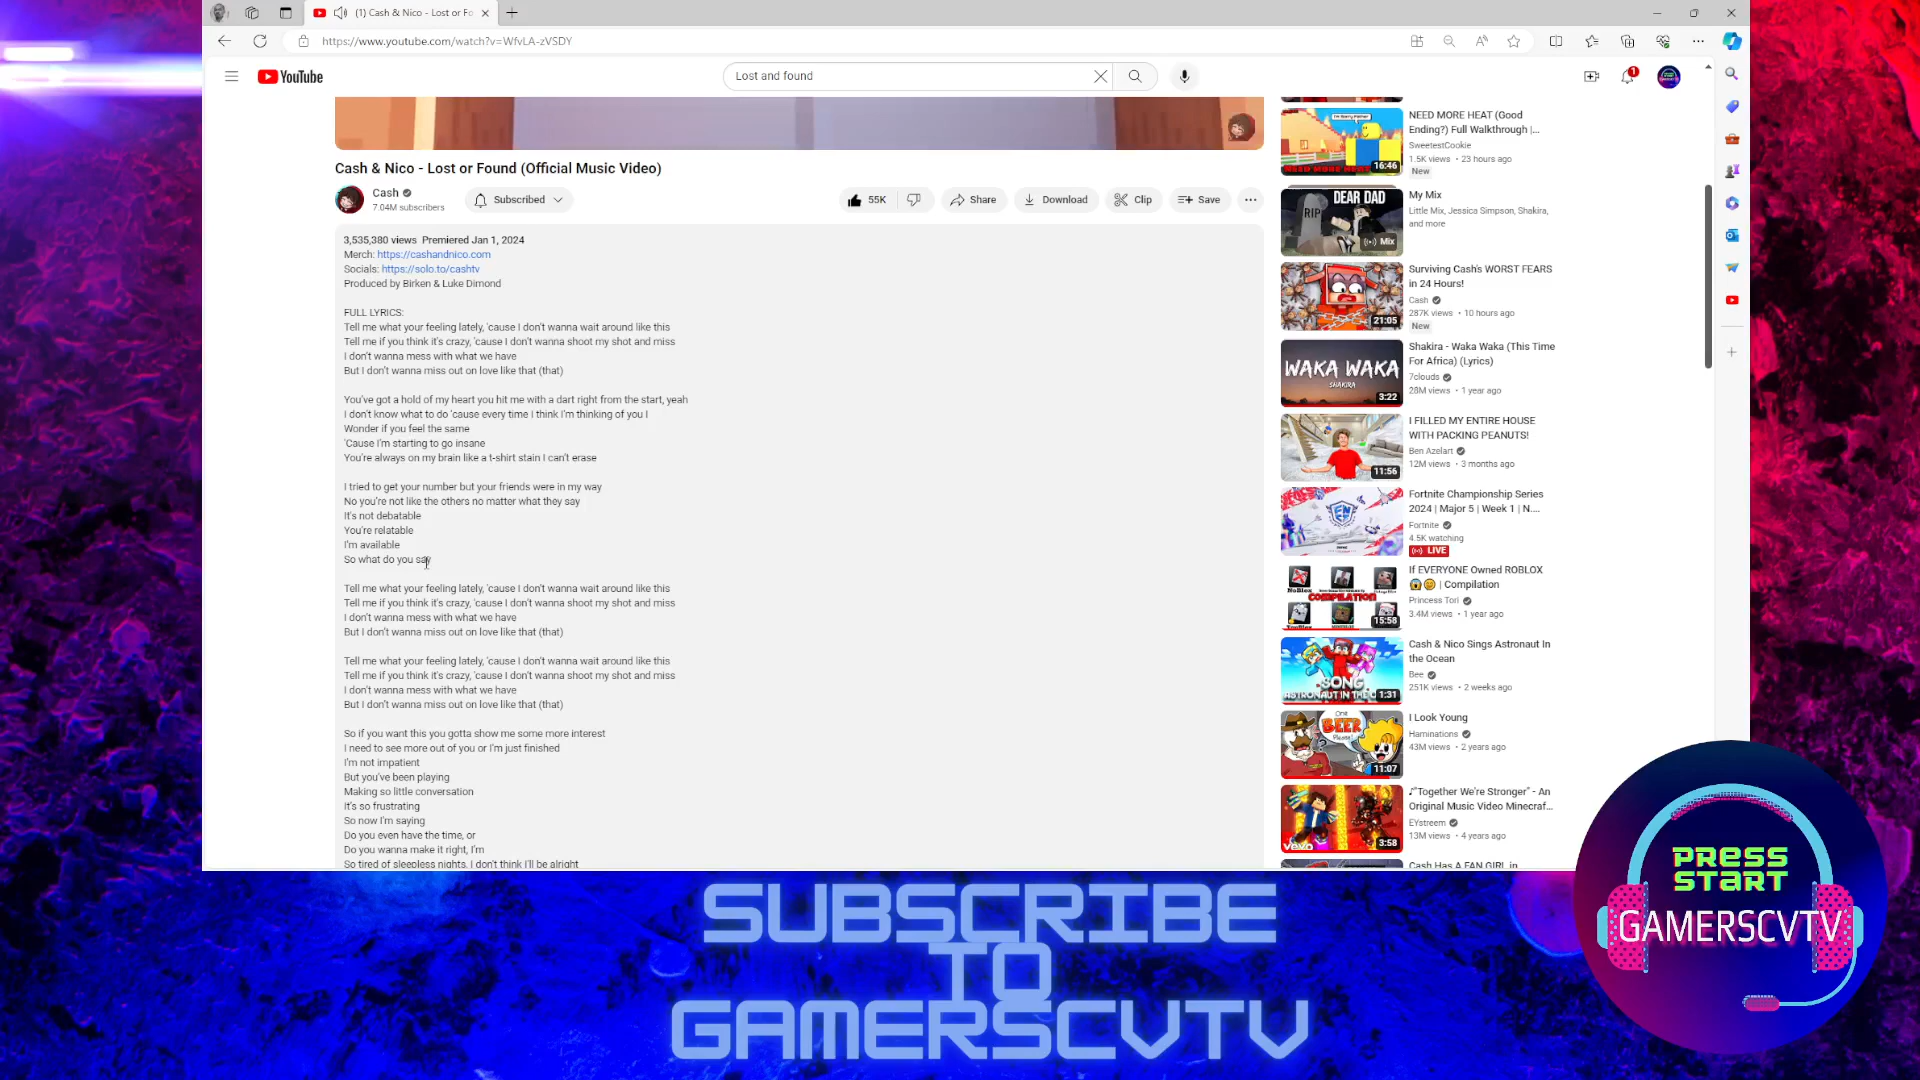 (1) Cash & Nico - Lost or Fo
https://www.youtube.com/watch?v=WfvLA-zVSDY
YouTube
Lost and found
1
Cash & Nico - Lost or Found (Official Music Video)
Cash
7.04M subscribers
Subscribed
55K
Share
Download
Clip
Save
3,535,380 views Premiered Jan 1, 2024
Merch: https://cashandnico.com
Socials: https://solo.to/cashtv
Produced by Birken & Luke Dimond
FULL LYRICS:
Tell me what your feeling lately, 'cause I don't wanna wait around like this
Tell me if you think it's crazy, 'cause I don't wanna shoot my shot and miss
I don't wanna mess with what we have
But I don't wanna miss out on love like that (that)
You've got a hold of my heart you hit me with a dart right from the start, yeah
I don't know what to do 'cause every time I think I'm thinking of you I
Wonder if you feel the same
'Cause I'm starting to go insane
You're always on my brain like a t-shirt stain I can't erase
I tried to get your number but your friends were in my way
No you're not like the others no matter what they say
It's not debatable
You're relatable
I'm available
So what do you say
Tell me what your feeling lately, 'cause I don't wanna wait around like this
Tell me if you think it's crazy, 'cause I don't wanna shoot my shot and miss
I don't wanna mess with what we have
But I don't wanna miss out on love like that (that)
Tell me what your feeling lately, 'cause I don't wanna wait around like this
Tell me if you think it's crazy, 'cause I don't wanna shoot my shot and miss
I don't wanna mess with what we have
But I don't wanna miss out on love like that (that)
So if you want this you gotta show me some more interest
I need to see more out of you or I'm just finished
I'm not impatient
But you've been playing
Making so little conversation
It's so frustrating
So now I'm saying
Do you even have the time, or
Do you wanna make it right, I'm
So tired of sleepless nights, I don't think I'll be alright
NEED MORE HEAT
16:46
NEED MORE HEAT (Good
Ending?) Full Walkthrough |...
SweetestCookie
1.5K views • 23 hours ago
New
DEAR DAD
RIP
Mix
My Mix
Little Mix, Jessica Simpson, Shakira,
and more
21:05
Surviving Cash's WORST FEARS
in 24 Hours!
Cash
287K views • 10 hours ago
New
WAKA WAKA
SHAKIRA
3:22
Shakira - Waka Waka (This Time
For Africa) (Lyrics)
7clouds
28M views • 1 year ago
11:56
I FILLED MY ENTIRE HOUSE
WITH PACKING PEANUTS!
Ben Azelart
12M views • 3 months ago
Fortnite Championship Series
2024 | Major 5 | Week 1 | N...
Fortnite
4.5K watching
LIVE
COMPILATION
15:58
If EVERYONE Owned ROBLOX
😱😊 | Compilation
Princess Tori
3.4M views • 1 year ago
SONG
ASTRONAUT IN THE
1:31
Cash & Nico Sings Astronaut In
the Ocean
Bee
251K views • 2 weeks ago
One
BEER
Please!
11:07
I Look Young
Haminations
43M views • 2 years ago
vevo
3:58
♪"Together We're Stronger" - An
Original Music Video Minecraf...
EYstreem
13M views • 4 years ago
Cash Has A FAN GIRL in
PRESS
START
GAMERSCVTV
SUBSCRIBE
TO
GAMERSCVTV